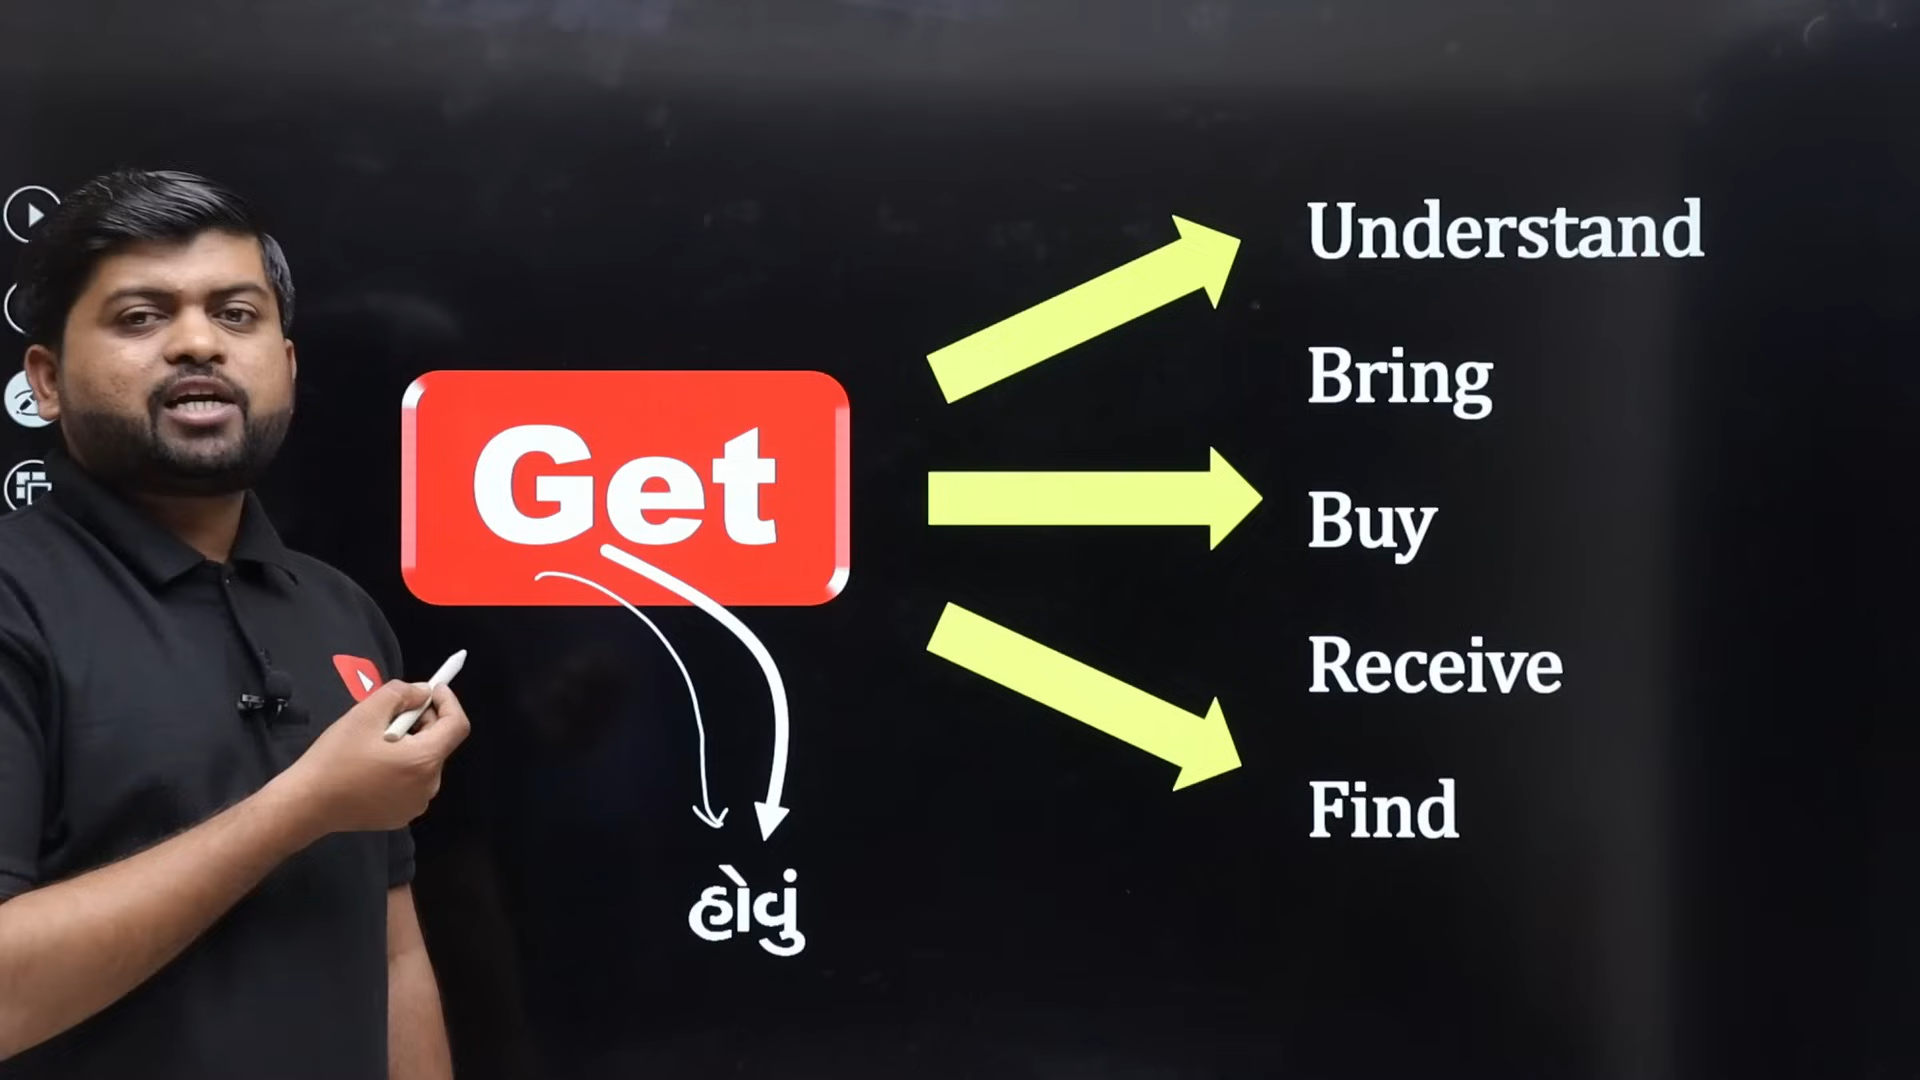 Get
હોવું
Understand
Bring
Buy
Receive
Find